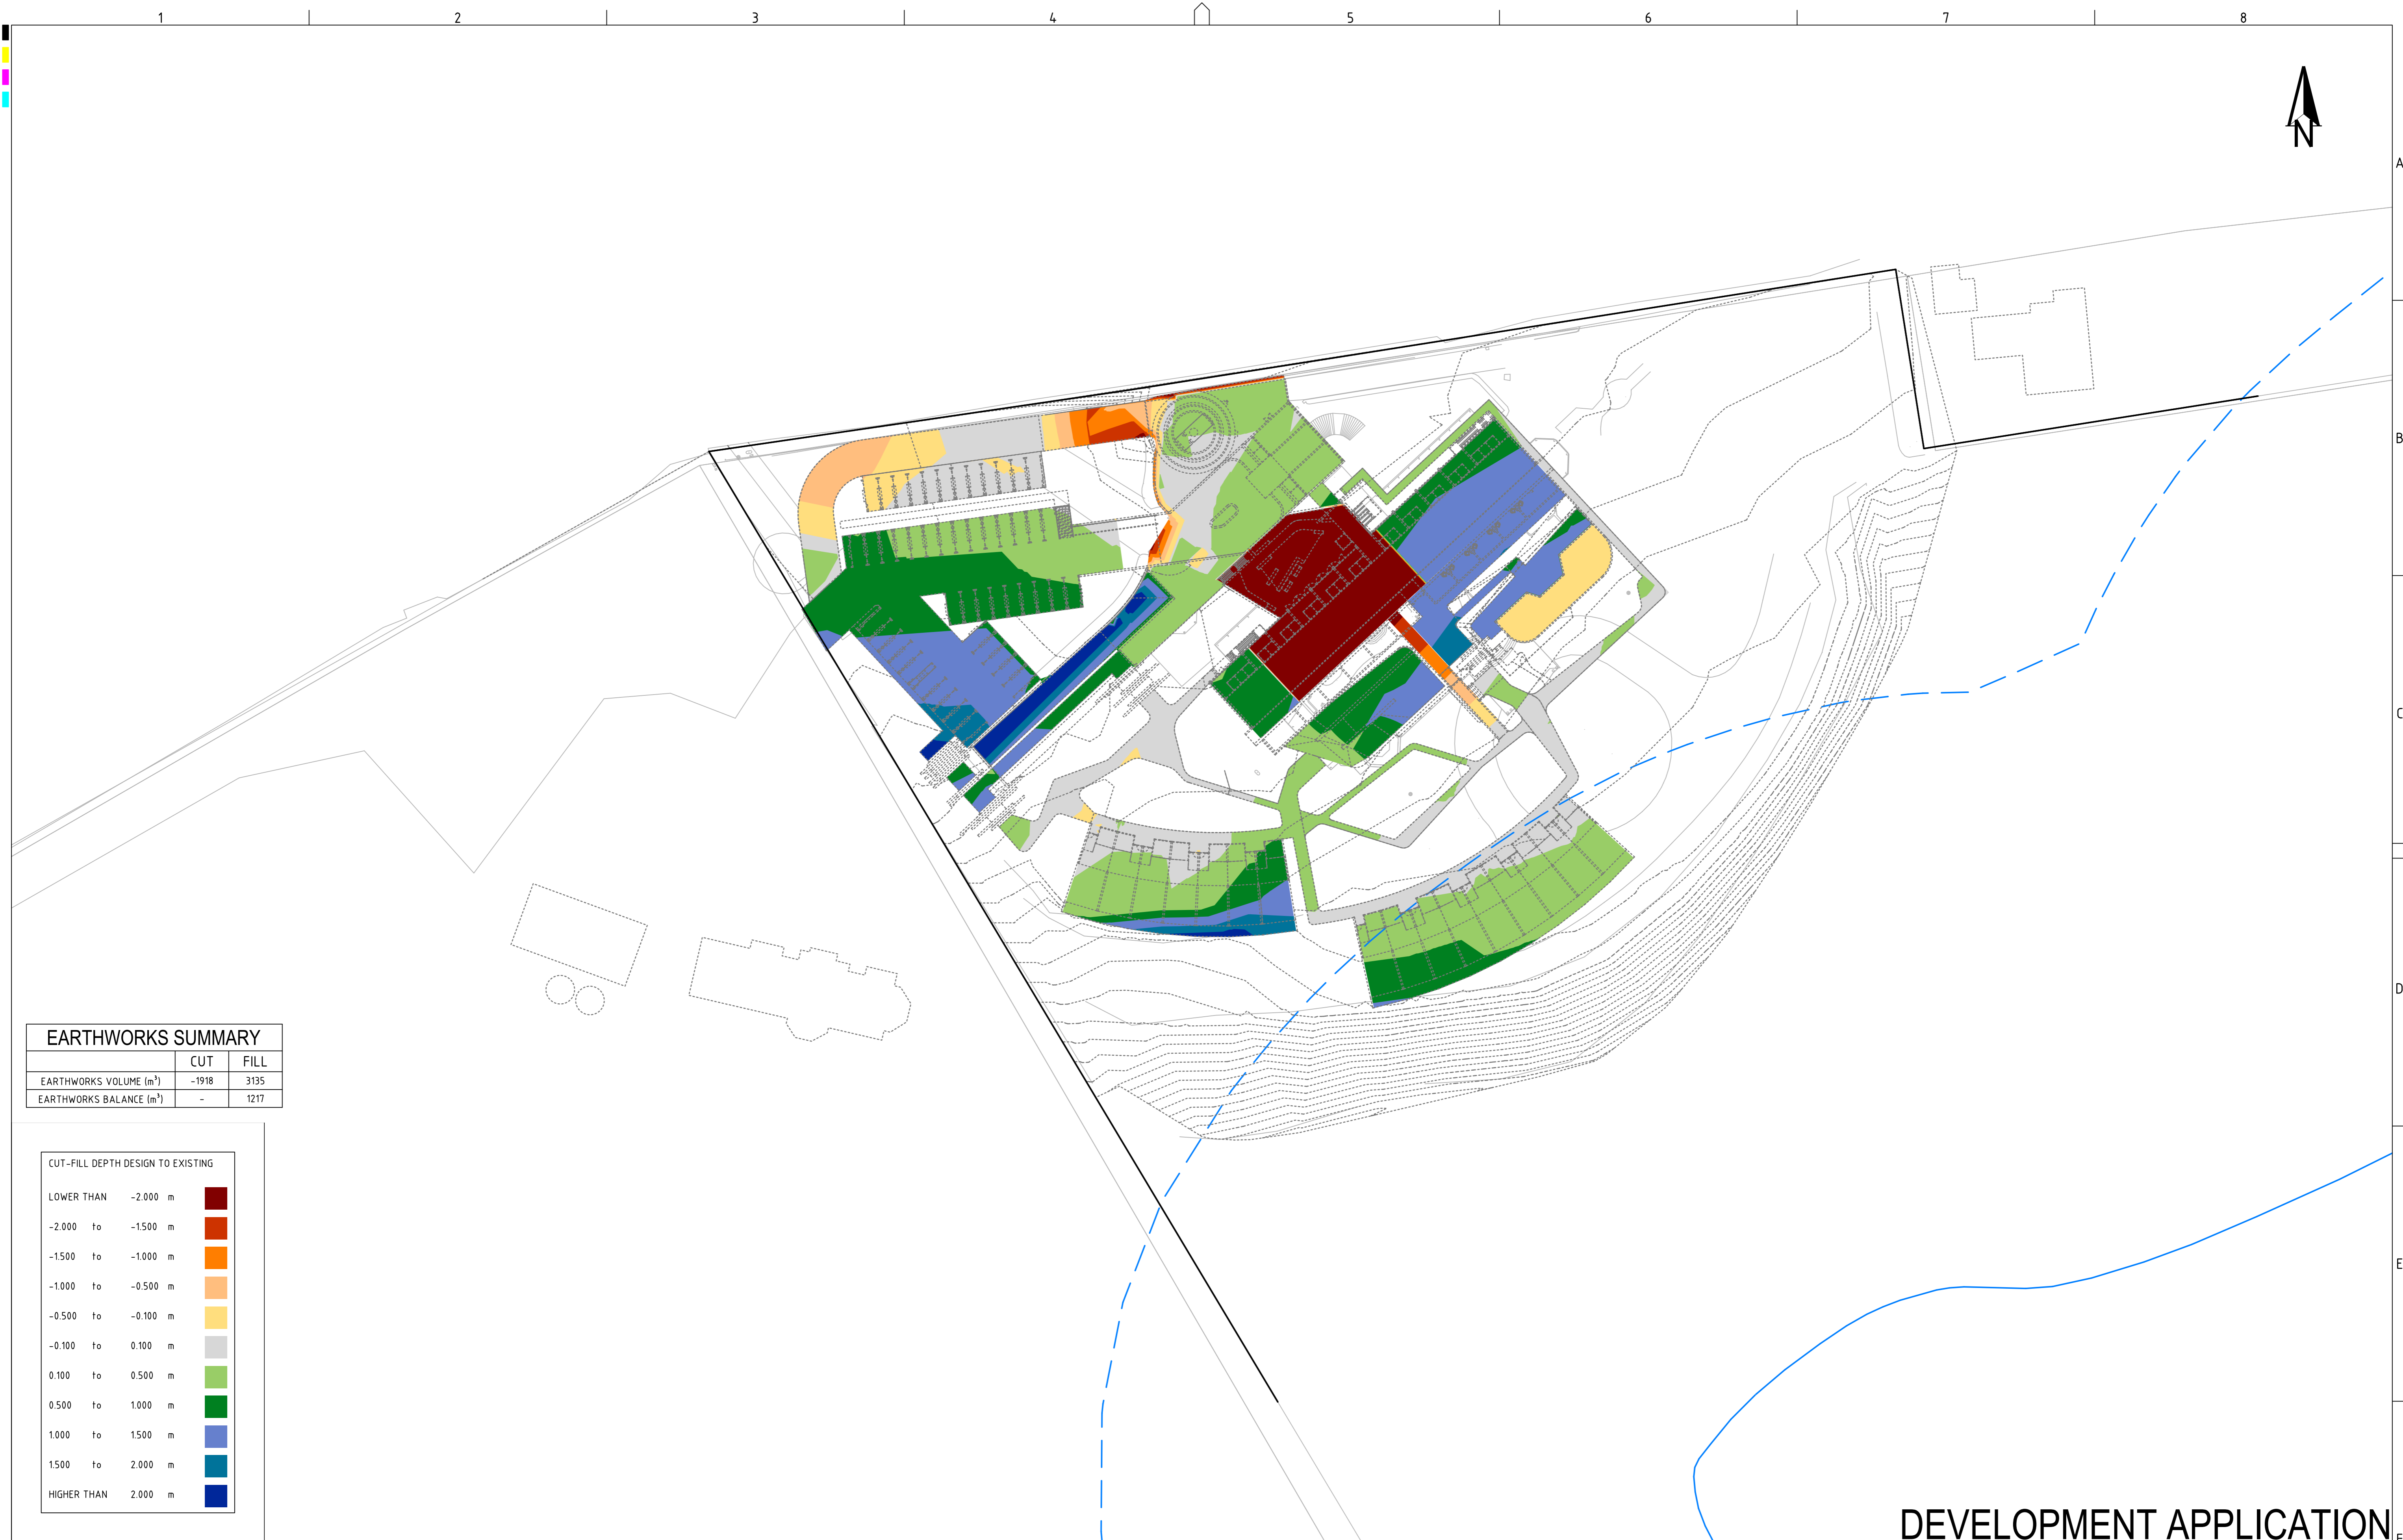 1 2 3 4 5 6 7 8
N
A
B
C
D
EARTHWORKS SUMMARY
CUT FILL
EARTHWORKS VOLUME (m³) -1918 3135
EARTHWORKS BALANCE (m³) - 1217
CUT-FILL DEPTH DESIGN TO EXISTING
LOWER THAN -2.000 m
-2.000 to -1.500 m
-1.500 to -1.000 m
E
-1.000 to -0.500 m
-0.500 to -0.100 m
-0.100 to 0.100 m
0.100 to 0.500 m
0.500 to 1.000 m
1.000 to 1.500 m
1.500 to 2.000 m
HIGHER THAN 2.000 m
DEVELOPMENT APPLICATION